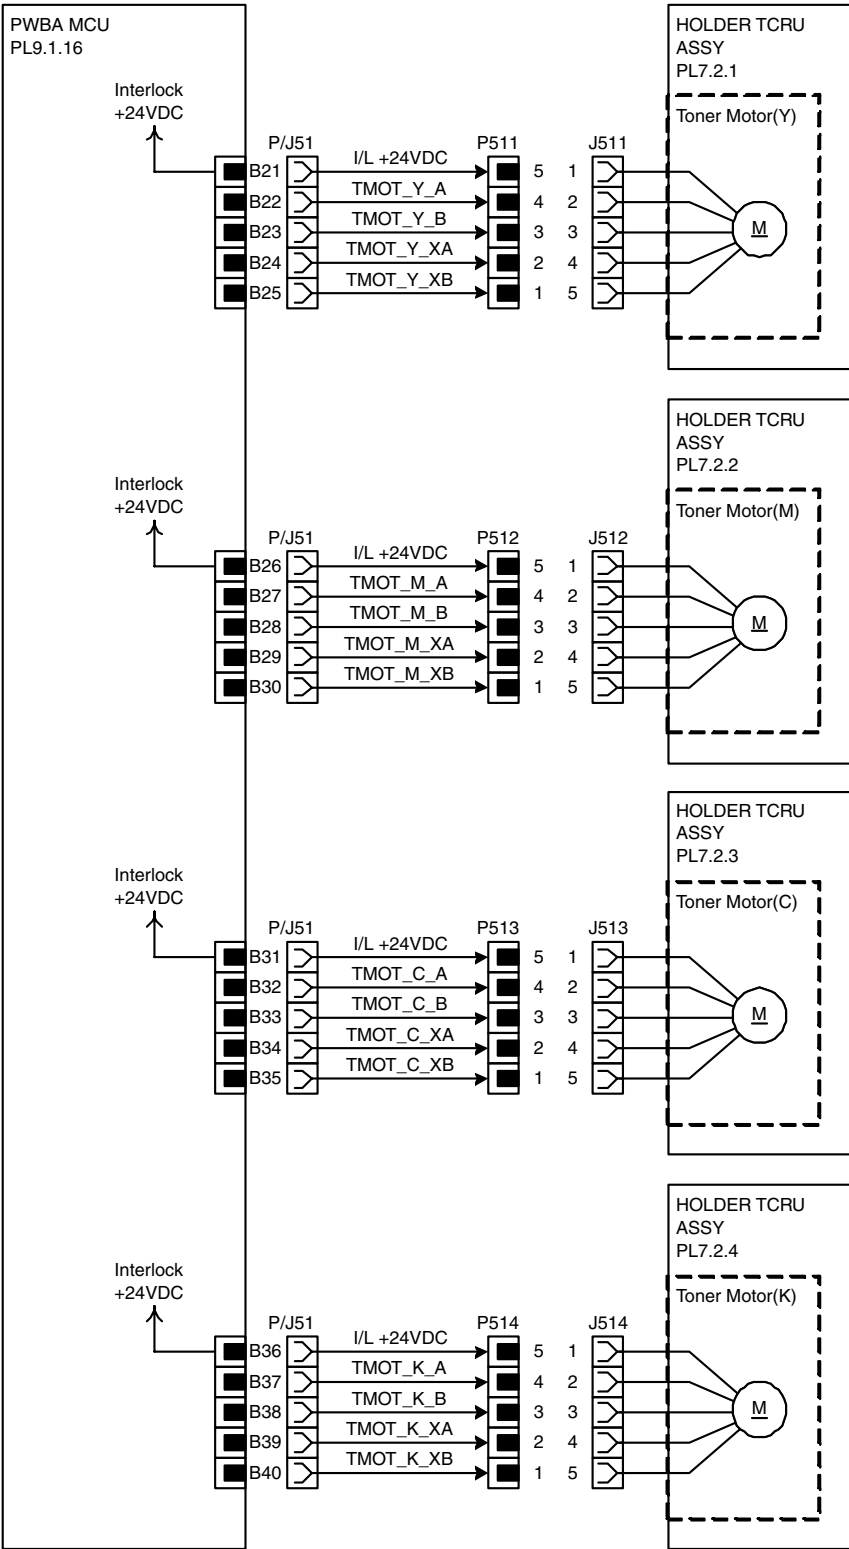 PWBA MCU
PL9.1.16
HOLDER TCRU
ASSY
PL7.2.1
Toner Motor(Y)
Interlock
+24VDC
P/J51
P511
J511
B21 I/L +24VDC 5 1
B22 TMOT_Y_A 4 2
B23 TMOT_Y_B 3 3
B24 TMOT_Y_XA 2 4
B25 TMOT_Y_XB 1 5
M
HOLDER TCRU
ASSY
PL7.2.2
Toner Motor(M)
Interlock
+24VDC
P/J51
P512
J512
B26 I/L +24VDC 5 1
B27 TMOT_M_A 4 2
B28 TMOT_M_B 3 3
B29 TMOT_M_XA 2 4
B30 TMOT_M_XB 1 5
M
HOLDER TCRU
ASSY
PL7.2.3
Toner Motor(C)
Interlock
+24VDC
P/J51
P513
J513
B31 I/L +24VDC 5 1
B32 TMOT_C_A 4 2
B33 TMOT_C_B 3 3
B34 TMOT_C_XA 2 4
B35 TMOT_C_XB 1 5
M
HOLDER TCRU
ASSY
PL7.2.4
Toner Motor(K)
Interlock
+24VDC
P/J51
P514
J514
B36 I/L +24VDC 5 1
B37 TMOT_K_A 4 2
B38 TMOT_K_B 3 3
B39 TMOT_K_XA 2 4
B40 TMOT_K_XB 1 5
M